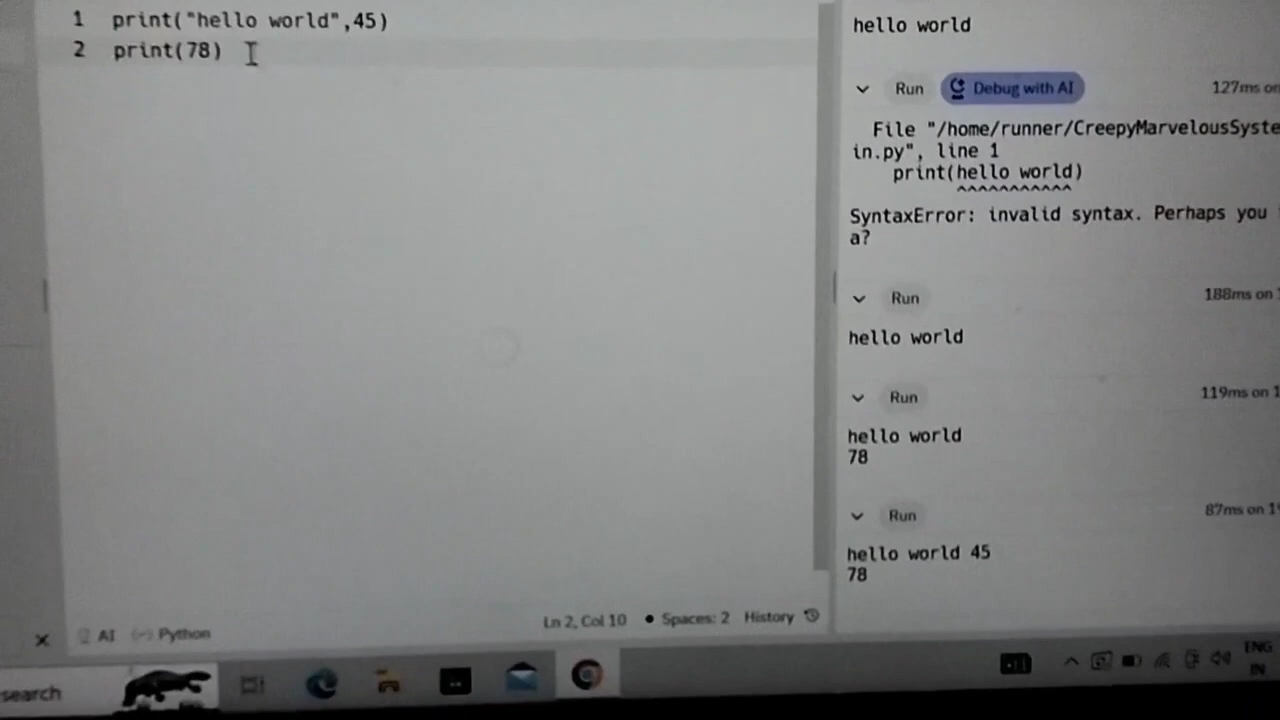 1 print("hello world",45)
2 print(78)
hello world
Run
Debug with AI
127ms on
File "/home/runner/CreepyMarvelousSyste
in.py", line 1
print(hello world)
^^^^^^^^^^^
SyntaxError: invalid syntax. Perhaps you
a?
Run
188ms on 1
hello world
Run
119ms on 1
hello world
78
Run
87ms on 1
hello world 45
78
Ln 2, Col 10
Spaces: 2
History
AI
Python
search
ENG
IN